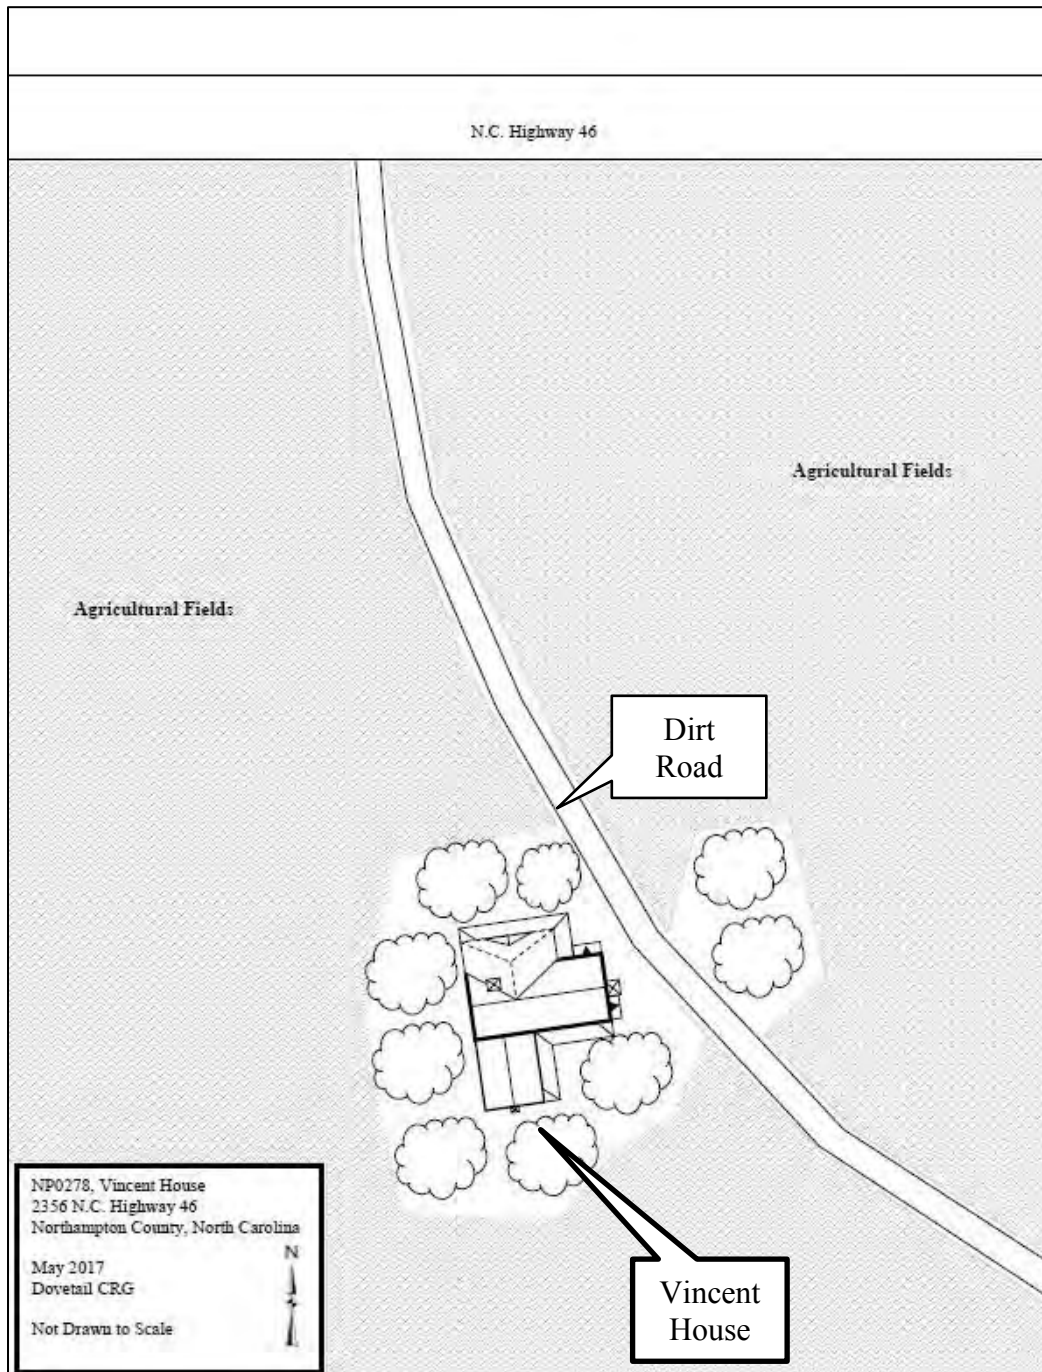 N.C. Highway 46
Agricultural Fields
Agricultural Fields
Dirt
Road
NP0278, Vincent House
2356 N.C. Highway 46
Northampton County, North Carolina
N
May 2017
Dovetail CRG
Not Drawn to Scale
Vincent
House